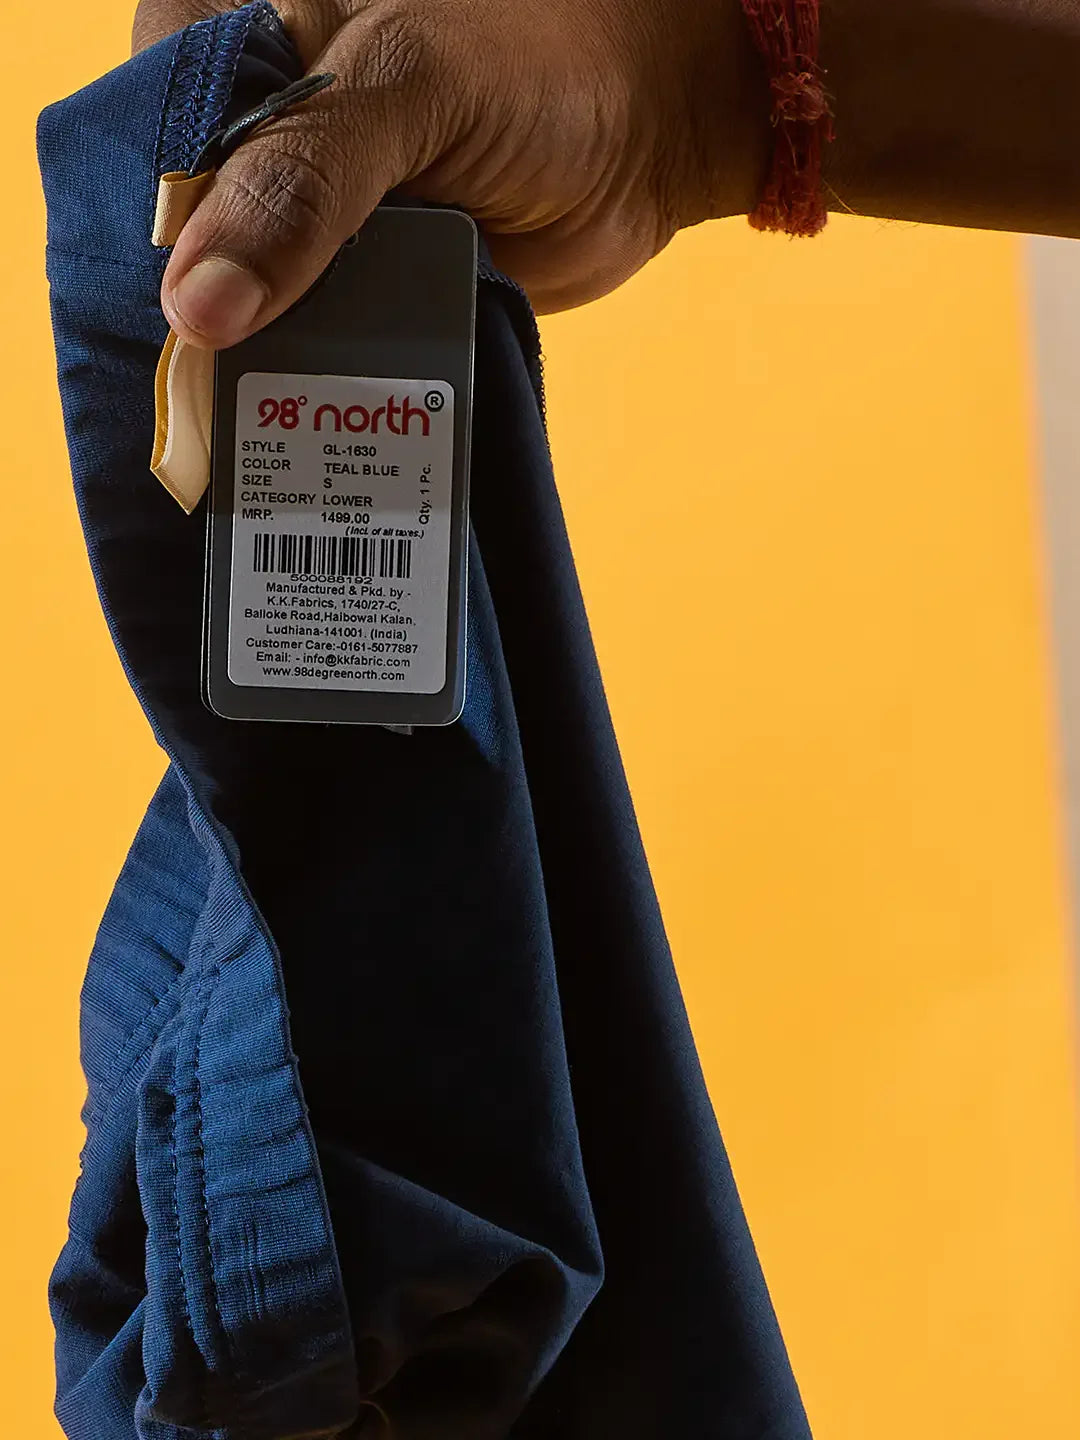 98° north®
STYLE GL-1630
COLOR TEAL BLUE
SIZE S
CATEGORY LOWER
MRP. 1499.00
(Incl. of all taxes.)
Qty. 1 Pc.
500088192
Manufactured & Pkd. by -
K.K.Fabrics, 1740/27-C,
Balloke Road,Haibowal Kalan,
Ludhiana-141001. (India)
Customer Care:-0161-5077887
Email: - info@kkfabric.com
www.98degreenorth.com